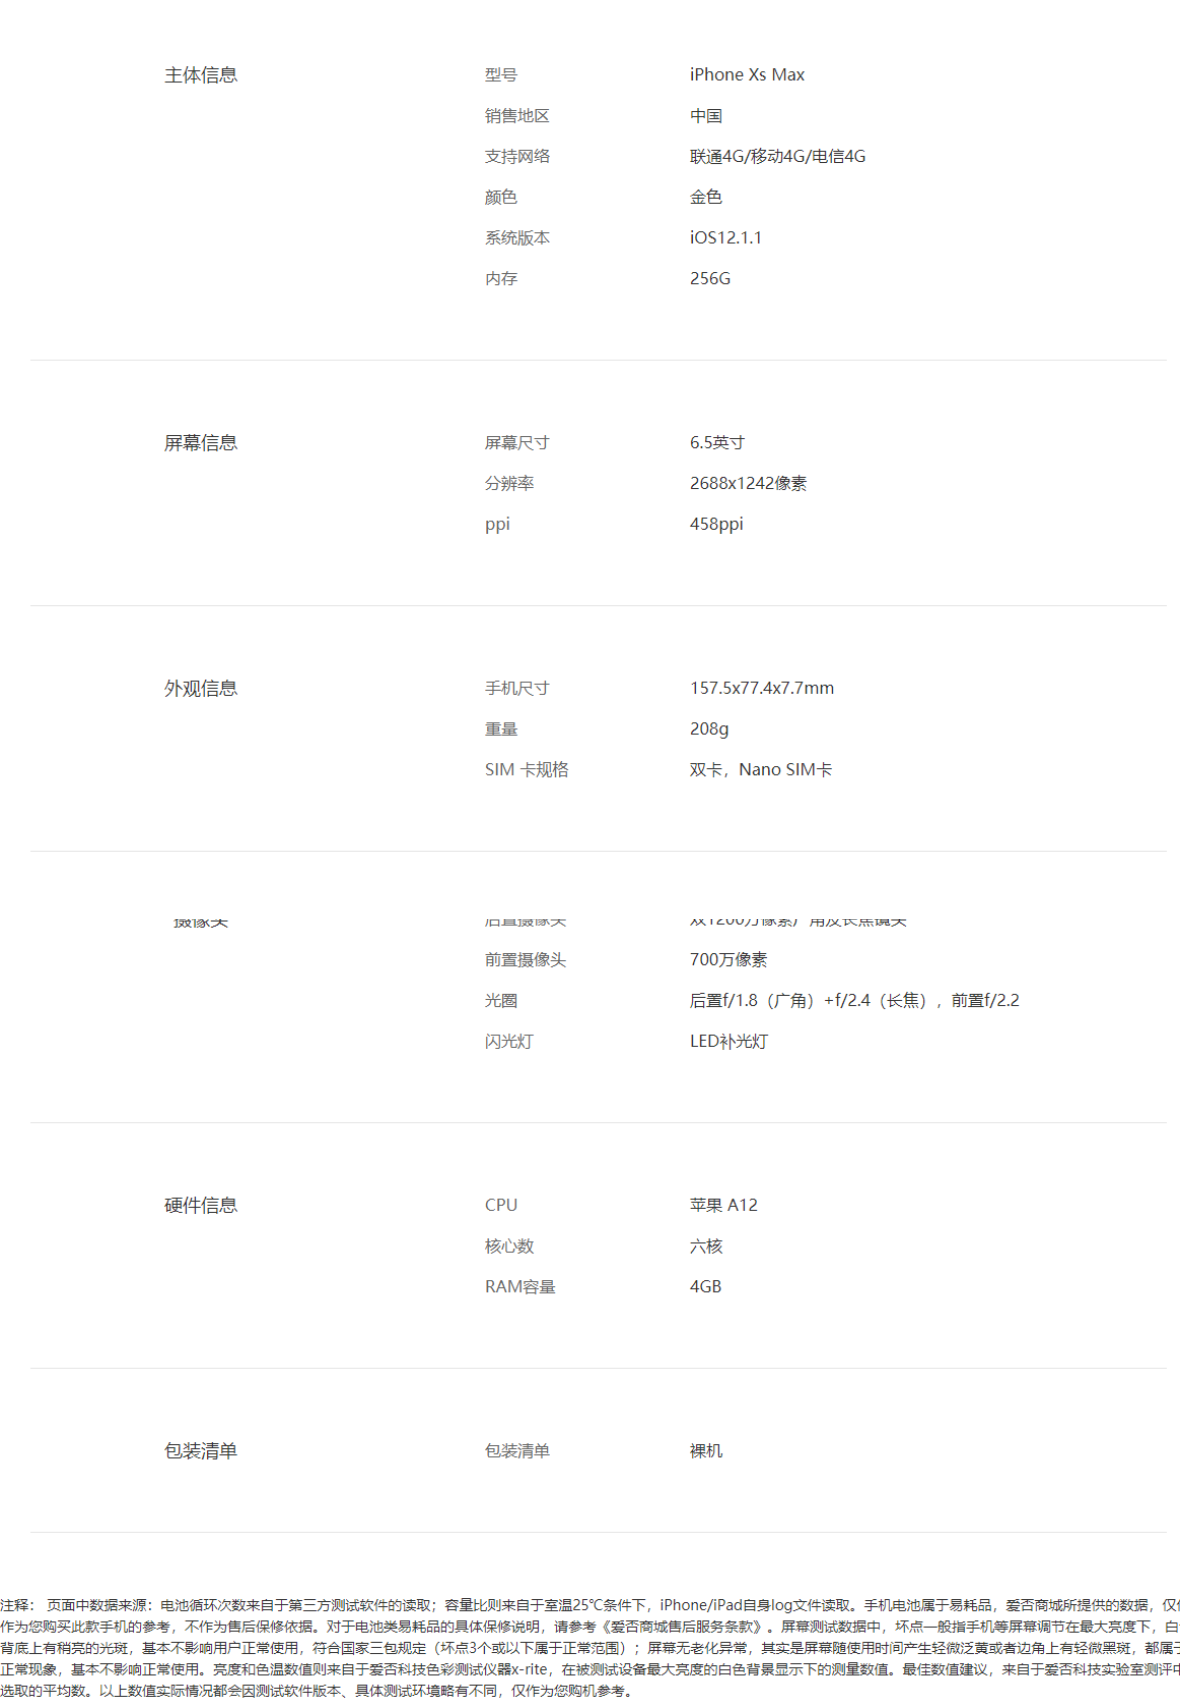 主体信息 型号 iPhone Xs Max
销售地区 中国
支持网络 联通4G/移动4G/电信4G
颜色 金色
系统版本 iOS12.1.1
内存 256G
屏幕信息 屏幕尺寸 6.5英寸
分辨率 2688x1242像素
ppi 458ppi
外观信息 手机尺寸 157.5x77.4x7.7mm
重量 208g
SIM 卡规格 双卡，Nano SIM卡
摄像头 后置摄像头 双1200万像素广角及长焦镜头
前置摄像头 700万像素
光圈 后置f/1.8（广角）+f/2.4（长焦），前置f/2.2
闪光灯 LED补光灯
硬件信息 CPU 苹果 A12
核心数 六核
RAM容量 4GB
包装清单 包装清单 裸机
注释： 页面中数据来源：电池循环次数来自于第三方测试软件的读取；容量比则来自于室温25℃条件下，iPhone/iPad自身log文件读取。手机电池属于易耗品，爱否商城所提供的数据，仅
作为您购买此款手机的参考，不作为售后保修依据。对于电池类易耗品的具体保修说明，请参考《爱否商城售后服务条款》。屏幕测试数据中，坏点一般指手机等屏幕调节在最大亮度下，白
背底上有稍亮的光斑，基本不影响用户正常使用，符合国家三包规定（坏点3个或以下属于正常范围）；屏幕无老化异常，其实是屏幕随使用时间产生轻微泛黄或者边角上有轻微黑斑，都属于
正常现象，基本不影响正常使用。亮度和色温数值则来自于爱否科技色彩测试仪器x-rite，在被测试设备最大亮度的白色背景显示下的测量数值。最佳数值建议，来自于爱否科技实验室测评中
选取的平均数。以上数值实际情况都会因测试软件版本、具体测试环境略有不同，仅作为您购机参考。